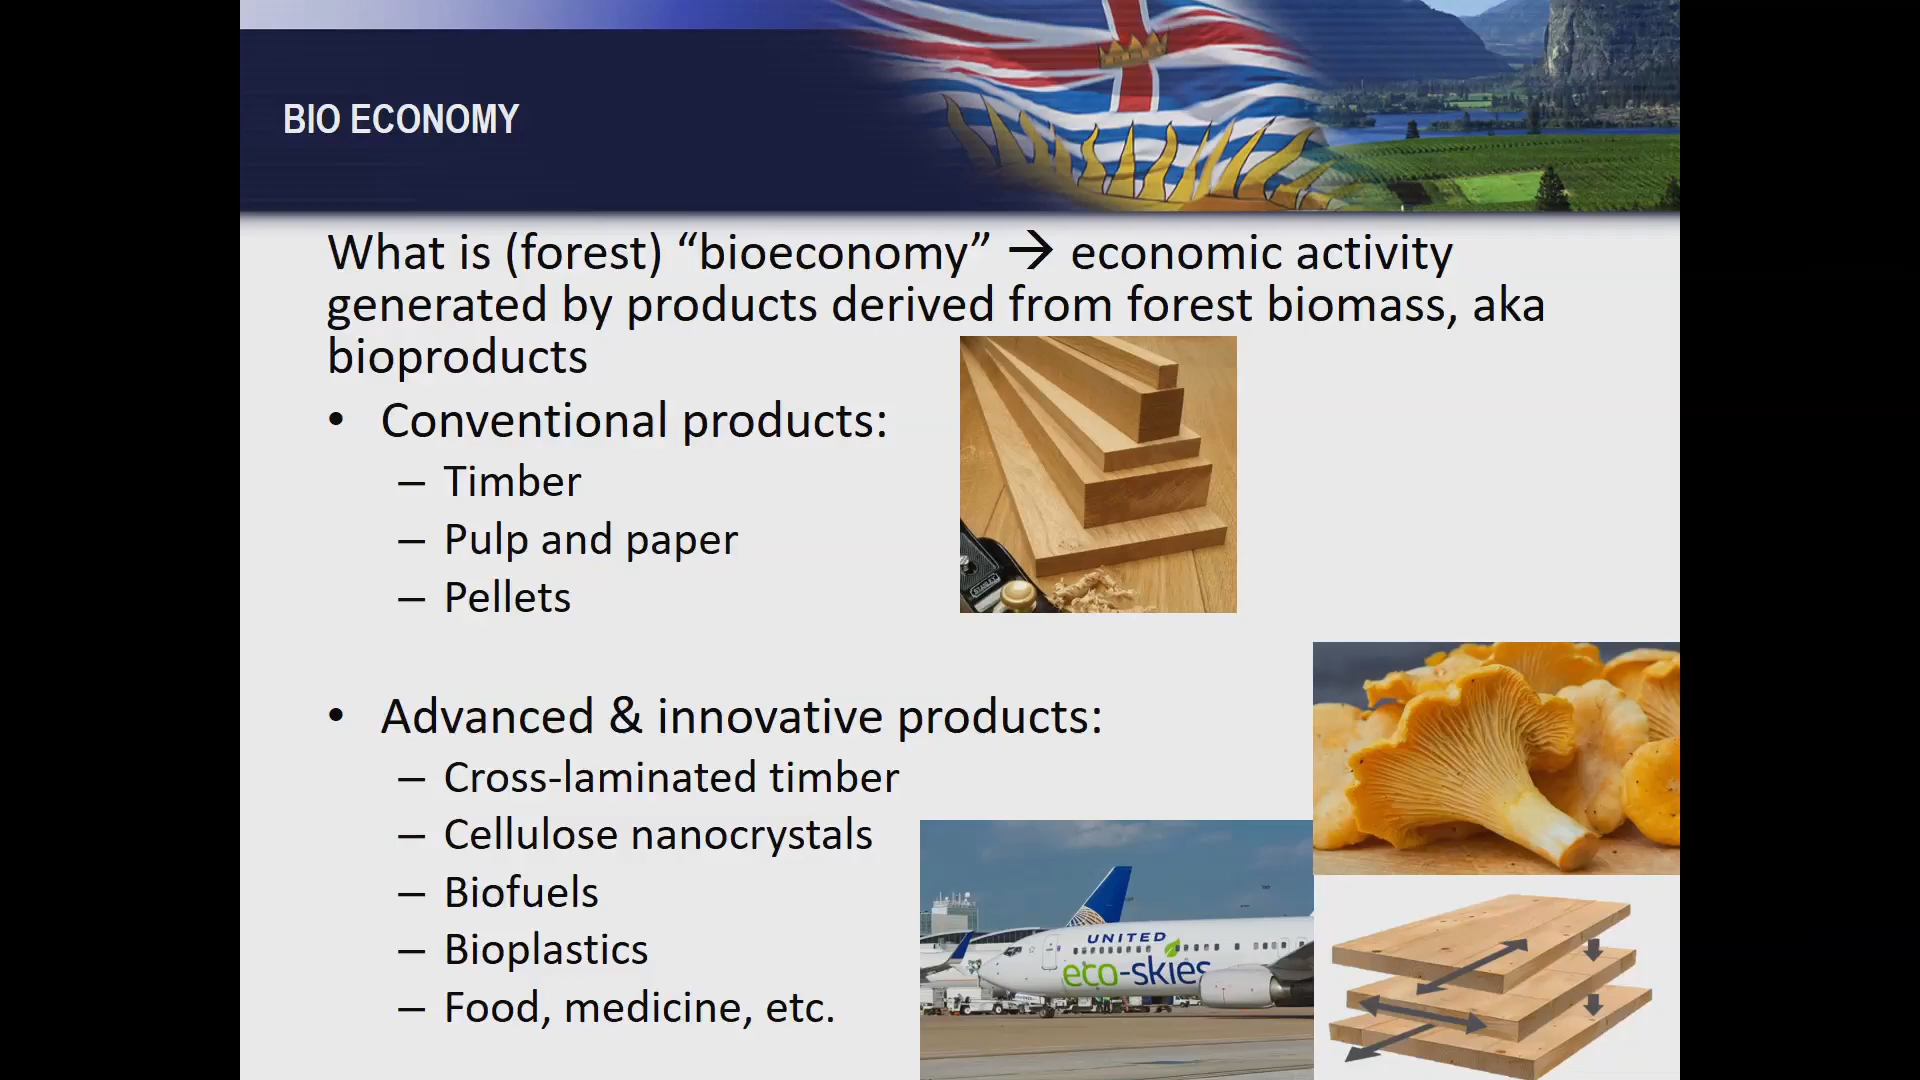 BIO ECONOMY
What is (forest) “bioeconomy” → economic activity
generated by products derived from forest biomass, aka
bioproducts
• Conventional products:
– Timber
– Pulp and paper
– Pellets
STANLEY
• Advanced & innovative products:
– Cross-laminated timber
– Cellulose nanocrystals
– Biofuels
– Bioplastics
– Food, medicine, etc.
UNITED
eco-skies